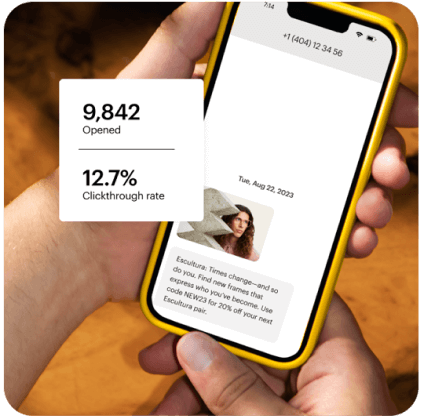 7:14
+1 (404) 12 34 56
9,842
Opened
12.7%
Clickthrough rate
Tue, Aug 22, 2023
Escultura: Times change—and so
do you. Find new frames that
express who you've become. Use
code NEW23 for 20% off your next
Escultura pair.